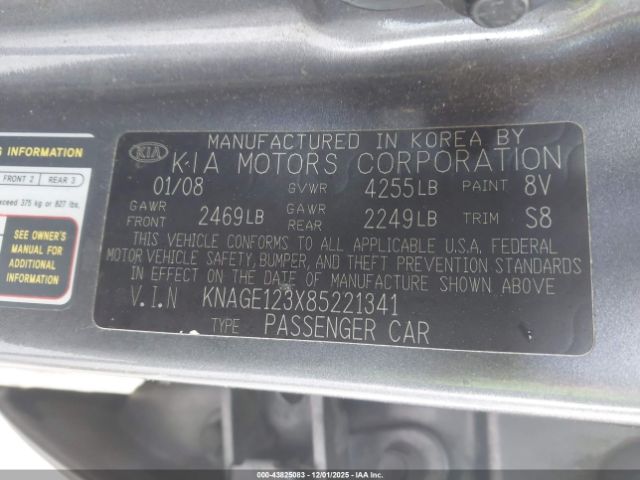 G INFORMATION
FRONT 2 REAR 3
exceed 375 kg or 827 lbs.
SEE OWNER'S
MANUAL FOR
ADDITIONAL
INFORMATION
MANUFACTURED IN KOREA BY
KIA KIA MOTORS CORPORATION
01/08 GVWR 4255LB PAINT 8V
GAWR FRONT 2469LB GAWR REAR 2249LB TRIM S8
THIS VEHICLE CONFORMS TO ALL APPLICABLE U.S.A. FEDERAL
MOTOR VEHICLE SAFETY, BUMPER, AND THEFT PREVENTION STANDARDS
IN EFFECT ON THE DATE OF MANUFACTURE SHOWN ABOVE
V.I.N KNAGE123X85221341
TYPE PASSENGER CAR
000-43825083 • 12/01/2025 • IAAI.COM